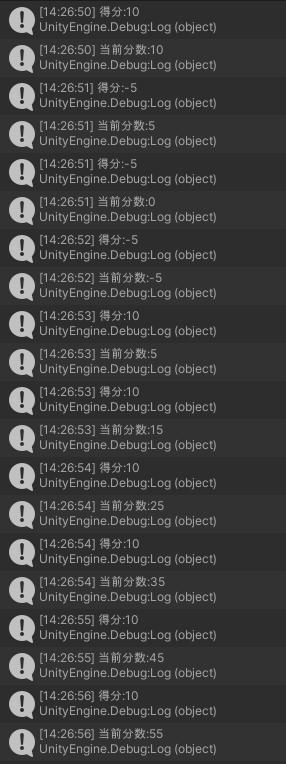 [14:26:50] 得分:10
UnityEngine.Debug:Log (object)
[14:26:50] 当前分数:10
UnityEngine.Debug:Log (object)
[14:26:51] 得分:-5
UnityEngine.Debug:Log (object)
[14:26:51] 当前分数:5
UnityEngine.Debug:Log (object)
[14:26:51] 得分:-5
UnityEngine.Debug:Log (object)
[14:26:51] 当前分数:0
UnityEngine.Debug:Log (object)
[14:26:52] 得分:-5
UnityEngine.Debug:Log (object)
[14:26:52] 当前分数:-5
UnityEngine.Debug:Log (object)
[14:26:53] 得分:10
UnityEngine.Debug:Log (object)
[14:26:53] 当前分数:5
UnityEngine.Debug:Log (object)
[14:26:53] 得分:10
UnityEngine.Debug:Log (object)
[14:26:53] 当前分数:15
UnityEngine.Debug:Log (object)
[14:26:54] 得分:10
UnityEngine.Debug:Log (object)
[14:26:54] 当前分数:25
UnityEngine.Debug:Log (object)
[14:26:54] 得分:10
UnityEngine.Debug:Log (object)
[14:26:54] 当前分数:35
UnityEngine.Debug:Log (object)
[14:26:55] 得分:10
UnityEngine.Debug:Log (object)
[14:26:55] 当前分数:45
UnityEngine.Debug:Log (object)
[14:26:56] 得分:10
UnityEngine.Debug:Log (object)
[14:26:56] 当前分数:55
UnityEngine.Debug:Log (object)